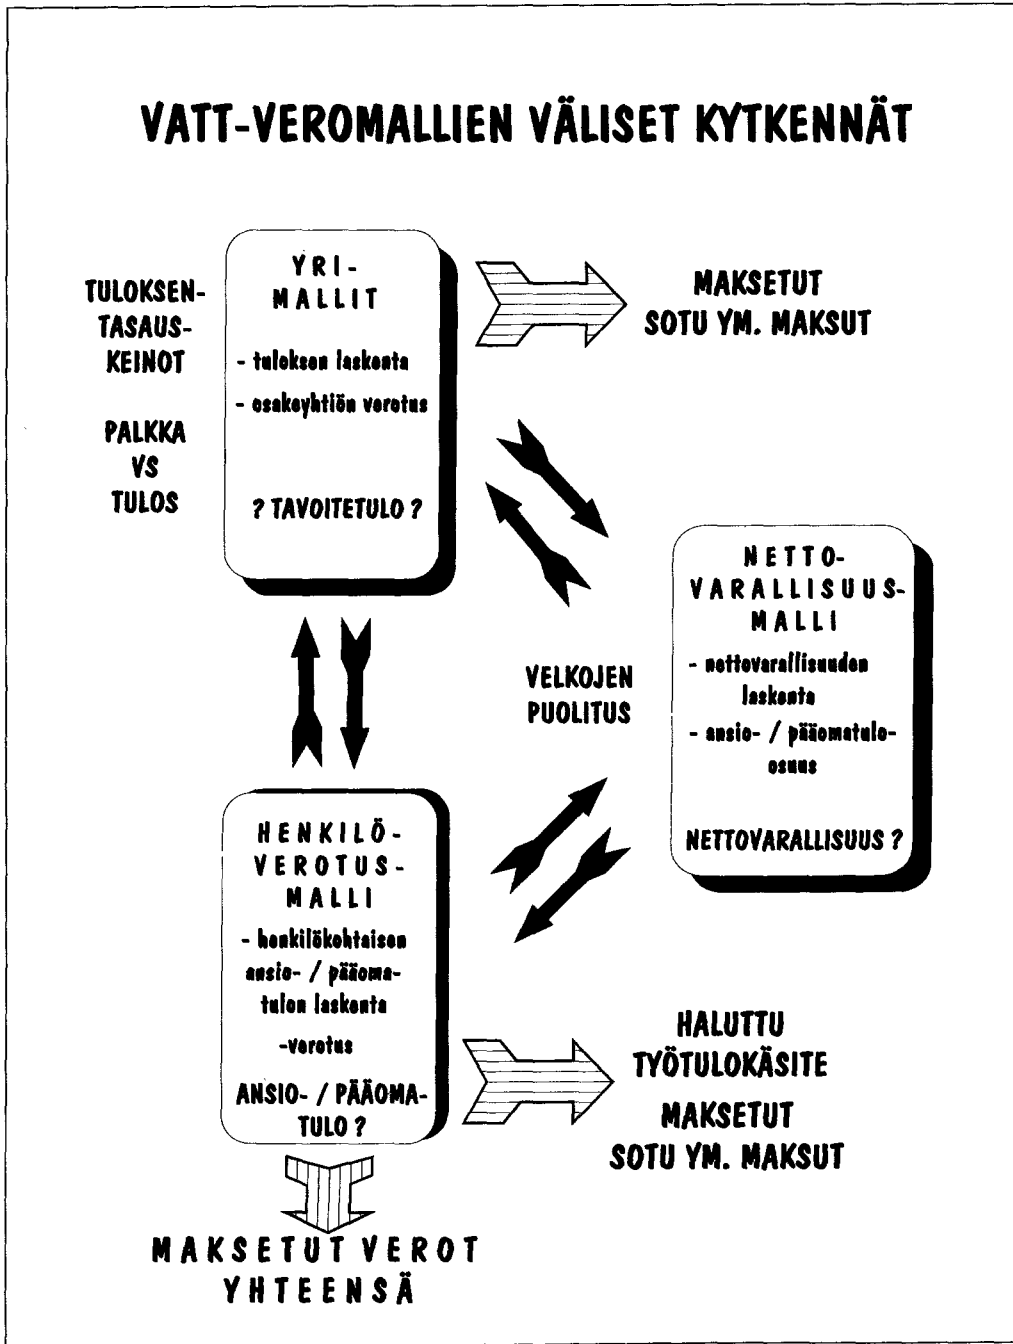 VATT-VEROMALLIEN VÄLISET KYTKENNÄT
TULOKSEN-
TASAUS-
KEINOT
PALKKA
VS
TULOS
YRI-
MALLIT
- tuloksen laskenta
- osakeyhtiön verotus
? TAVOITETULO ?
MAKSETUT
SOTU YM. MAKSUT
VELKOJEN
PUOLITUS
NETTO-
VARALLISUUS-
MALLI
- nettovarallisuuden
laskenta
- ansio- / pääomatulo-
osuus
NETTOVARALLISUUS ?
HENKILÖ-
VEROTUS-
MALLI
- henkilökohtaisen
ansio- / pääoma-
tulon laskenta
-verotus
ANSIO- / PÄÄOMA-
TULO ?
HALUTTU
TYÖTULOKÄSITE
MAKSETUT
SOTU YM. MAKSUT
MAKSETUT VEROT
YHTEENSÄ